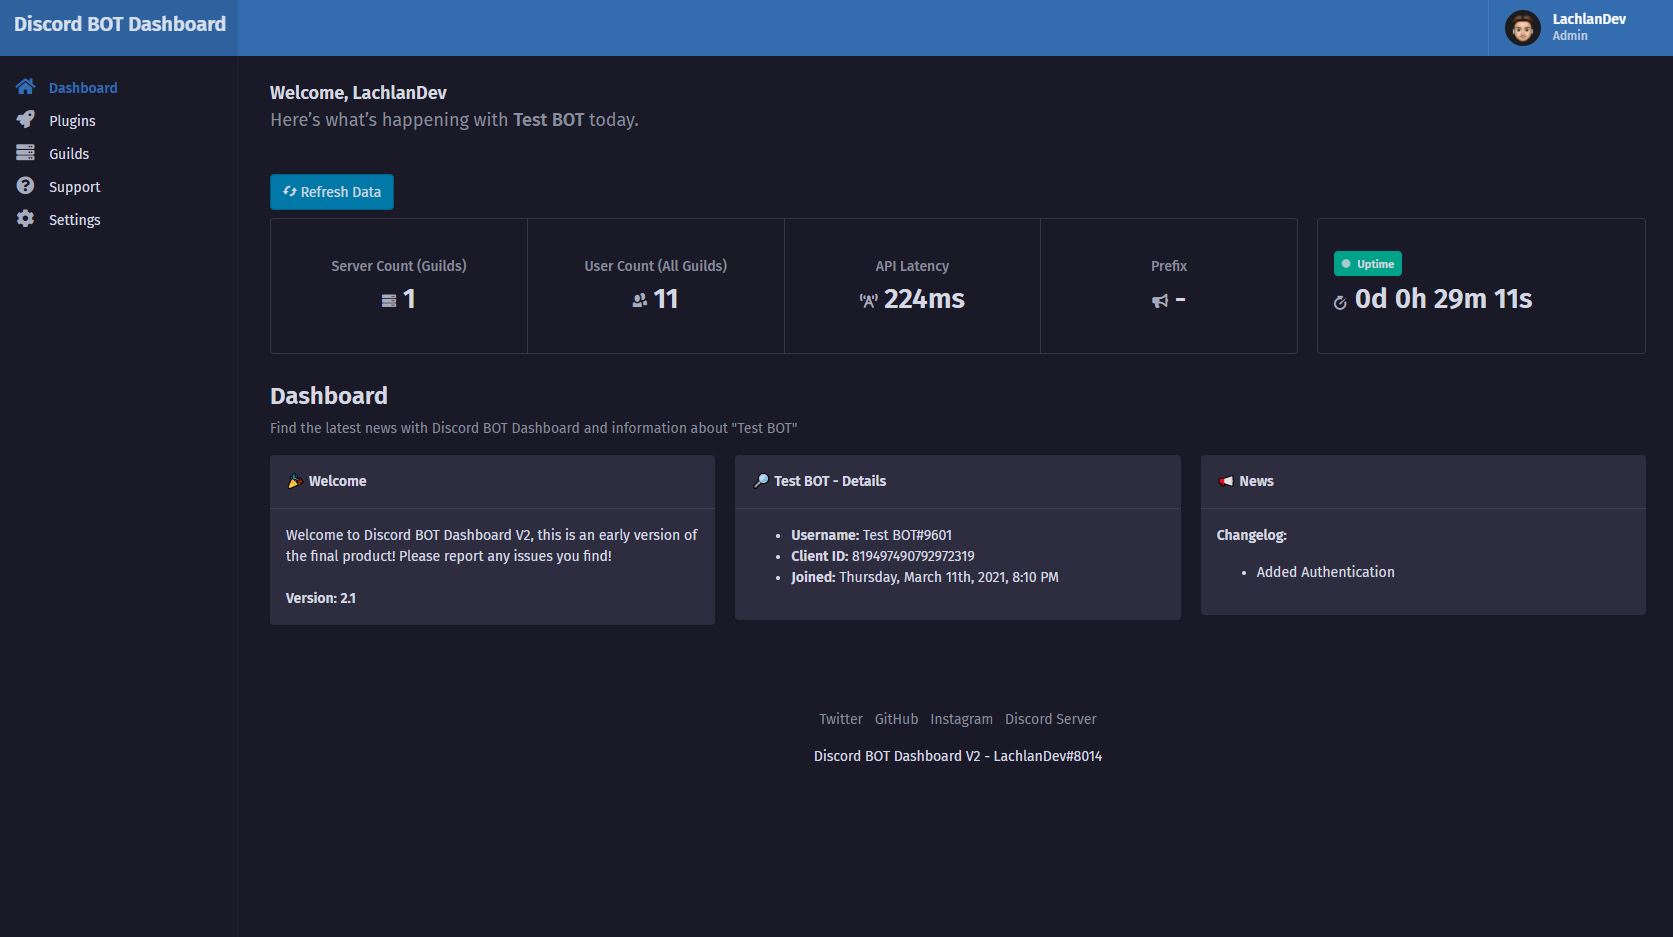 Discord BOT Dashboard
LachlanDev
Admin
Dashboard
Plugins
Guilds
Support
Settings
Welcome, LachlanDev
Here’s what’s happening with Test BOT today.
Refresh Data
Server Count (Guilds)
1
User Count (All Guilds)
11
API Latency
224ms
Prefix
-
Uptime
0d 0h 29m 11s
Dashboard
Find the latest news with Discord BOT Dashboard and information about "Test BOT"
Welcome
Welcome to Discord BOT Dashboard V2, this is an early version of
the final product! Please report any issues you find!
Version: 2.1
Test BOT - Details
• Username: Test BOT#9601
• Client ID: 819497490792972319
• Joined: Thursday, March 11th, 2021, 8:10 PM
News
Changelog:
• Added Authentication
Twitter GitHub Instagram Discord Server
Discord BOT Dashboard V2 - LachlanDev#8014